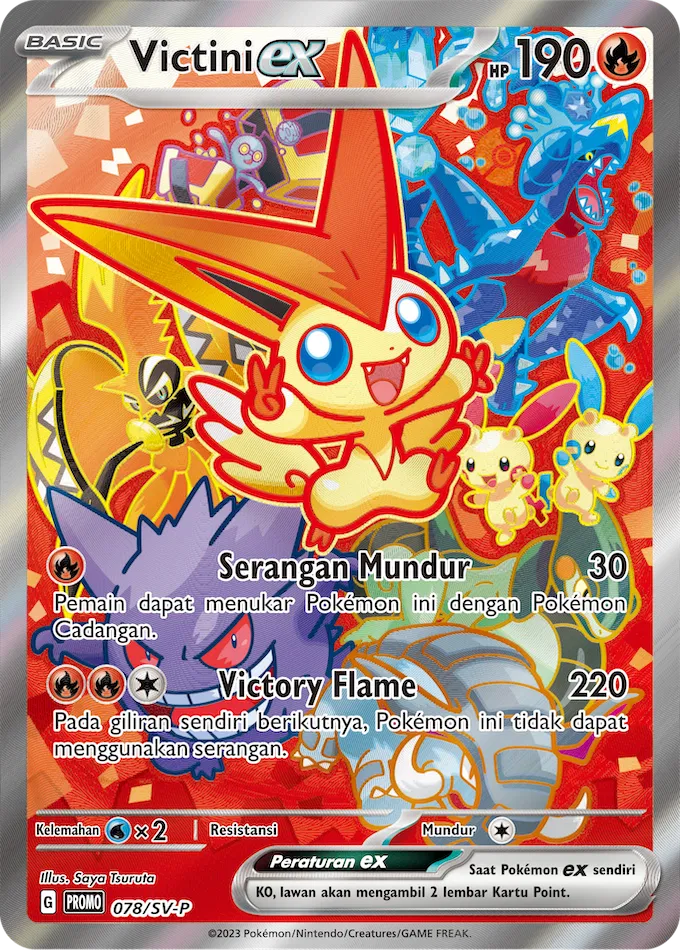 BASIC
Victini ex
HP 190
Serangan Mundur 30
Pemain dapat menukar Pokémon ini dengan Pokémon
Cadangan.
Victory Flame 220
Pada giliran sendiri berikutnya, Pokémon ini tidak dapat
menggunakan serangan.
Kelemahan ×2 Resistansi Mundur
Peraturan ex Saat Pokémon ex sendiri
KO, lawan akan mengambil 2 lembar Kartu Point.
Illus. Saya Tsuruta
G PROMO 078/SV-P
©2023 Pokémon/Nintendo/Creatures/GAME FREAK.